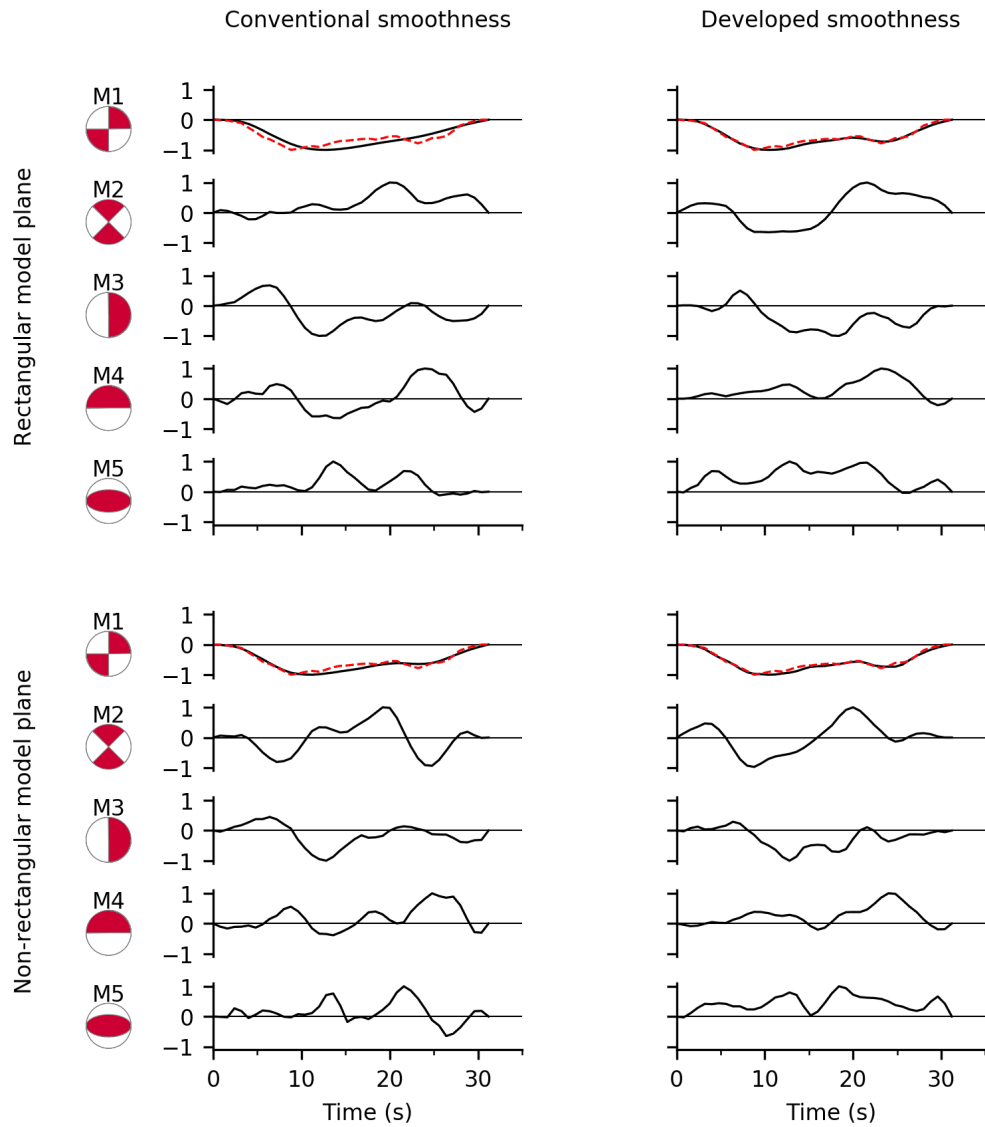 Conventional smoothness
Developed smoothness
Rectangular model plane
M1
1
0
−1
M2
1
0
−1
M3
1
0
−1
M4
1
0
−1
M5
1
0
−1
Non-rectangular model plane
M1
1
0
−1
M2
1
0
−1
M3
1
0
−1
M4
1
0
−1
M5
1
0
−1
0 10 20 30
Time (s)
0 10 20 30
Time (s)